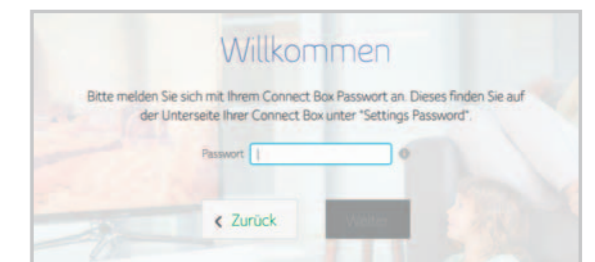 Willkommen
Bitte melden Sie sich mit Ihrem Connect Box Passwort an. Dieses finden Sie auf
der Unterseite Ihrer Connect Box unter "Settings Password".
Passwort
< Zurück
Weiter